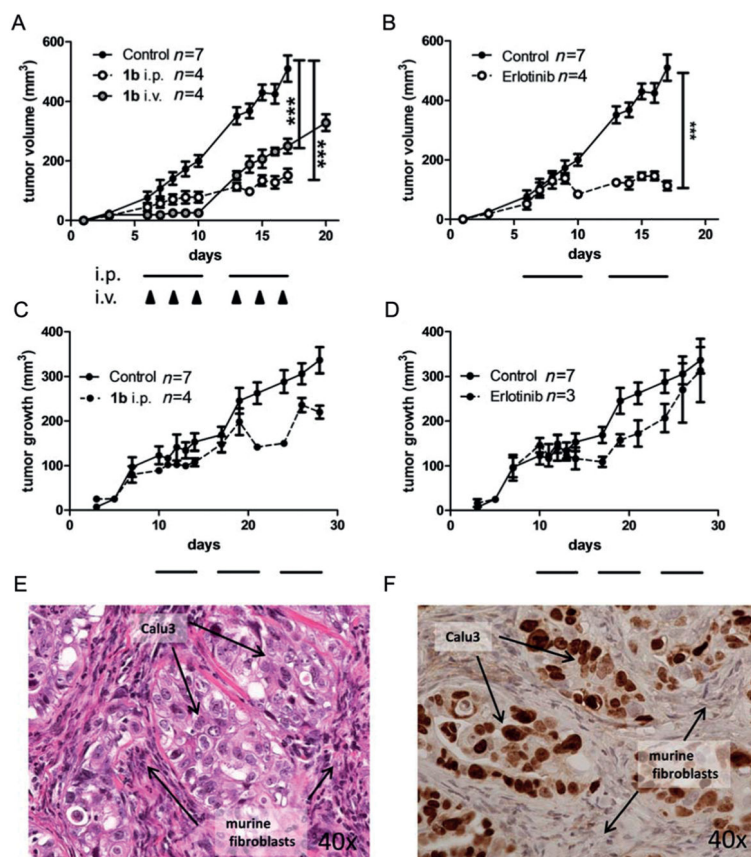 A
600
400
200
0
tumor volume (mm³)
Control n=7
1b i.p. n=4
1b i.v. n=4
***
***
0 5 10 15 20
days
i.p.
i.v.
B
600
400
200
0
tumor volume (mm³)
Control n=7
Erlotinib n=4
***
0 5 10 15 20
days
C
400
300
200
100
0
tumor growth (mm³)
Control n=7
1b i.p. n=4
0 10 20 30
days
D
400
300
200
100
0
tumor growth (mm³)
Control n=7
Erlotinib n=3
0 10 20 30
days
E
Calu3
murine
fibroblasts
40x
F
Calu3
murine
fibroblasts
40x